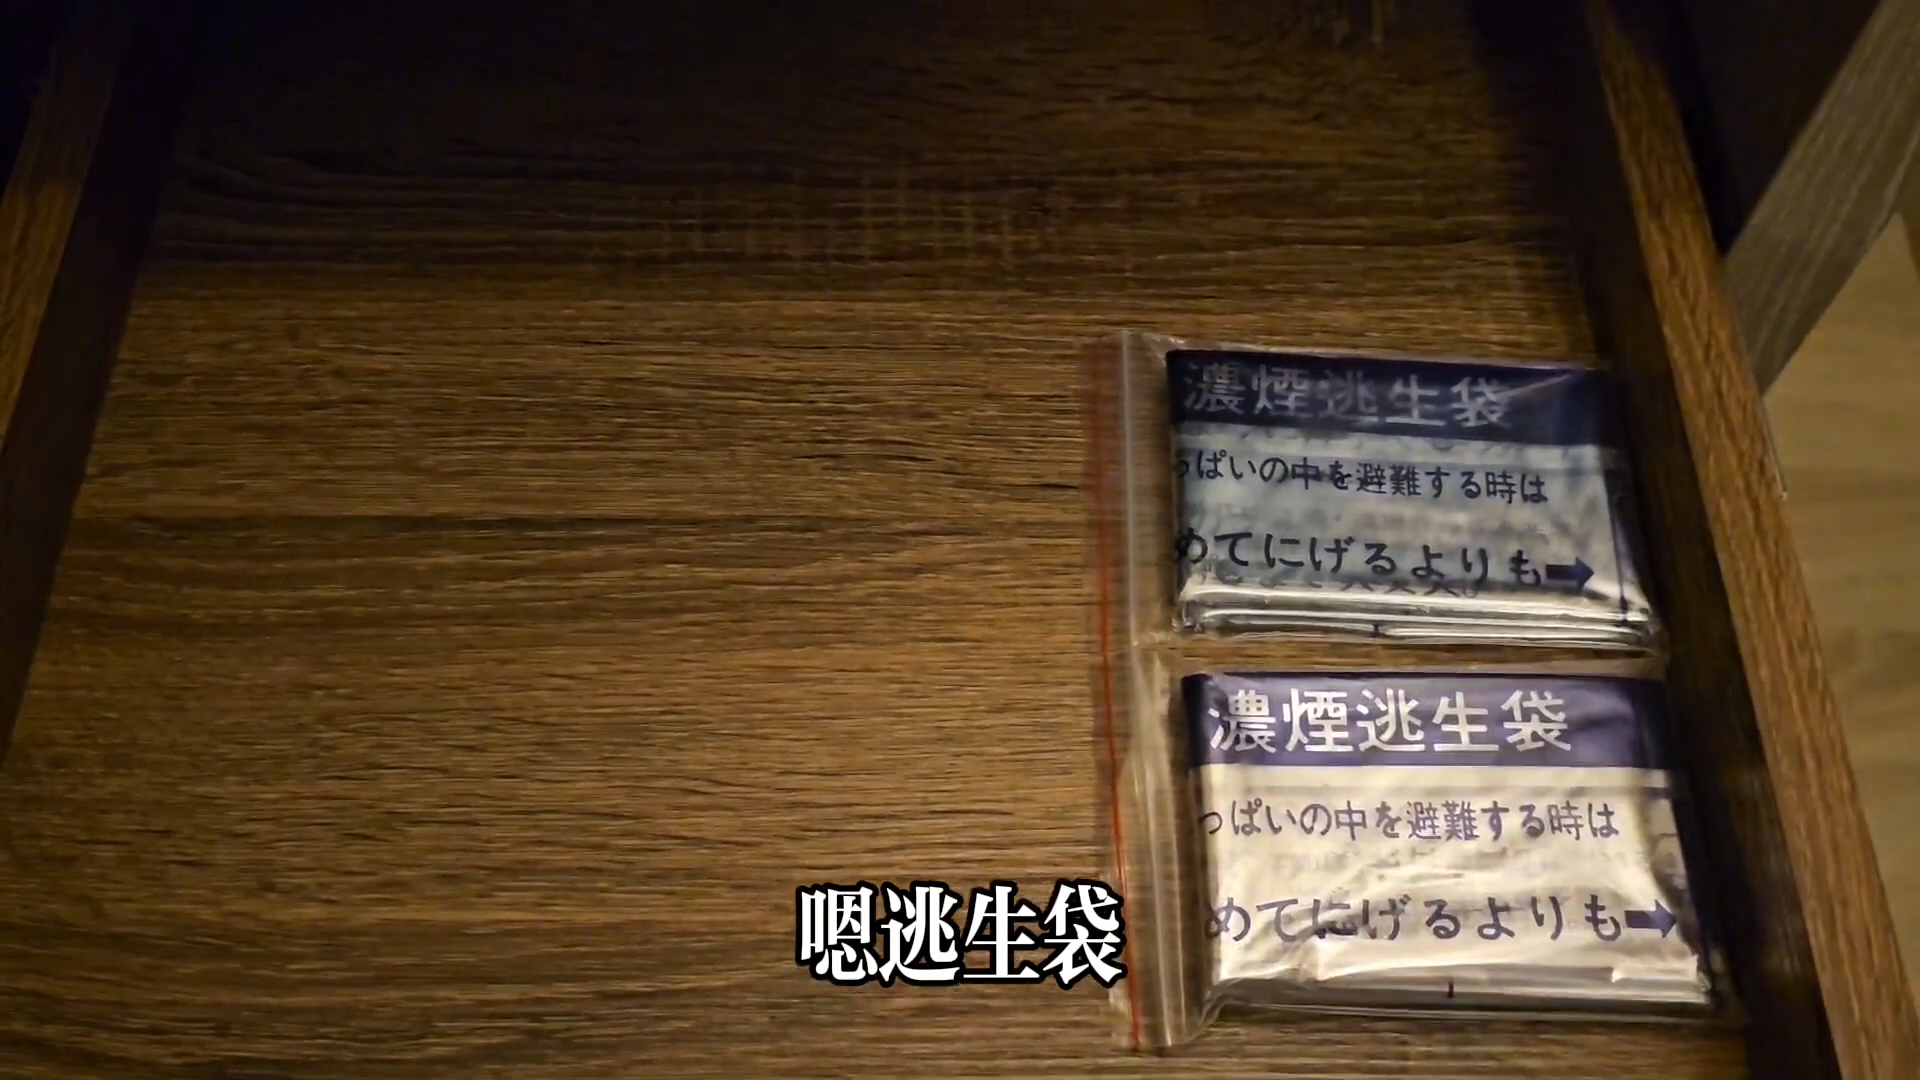 濃煙逃生袋
っぱいの中を避難する時は
めてにげるよりも➡
濃煙逃生袋
っぱいの中を避難する時は
めてにげるよりも➡
嗯逃生袋